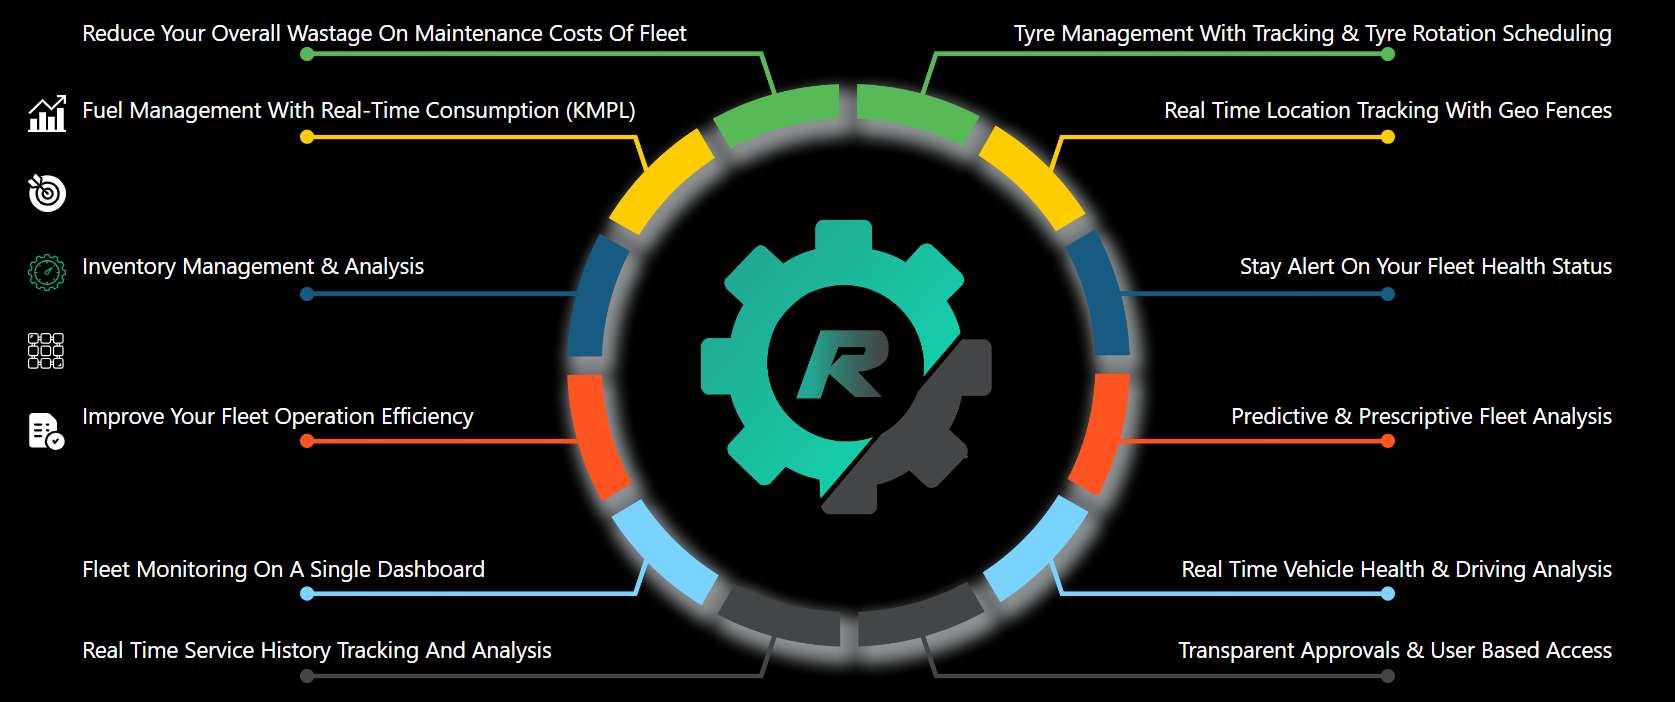 Reduce Your Overall Wastage On Maintenance Costs Of Fleet
Tyre Management With Tracking & Tyre Rotation Scheduling
Fuel Management With Real-Time Consumption (KMPL)
Real Time Location Tracking With Geo Fences
Inventory Management & Analysis
Stay Alert On Your Fleet Health Status
R
Improve Your Fleet Operation Efficiency
Predictive & Prescriptive Fleet Analysis
Fleet Monitoring On A Single Dashboard
Real Time Vehicle Health & Driving Analysis
Real Time Service History Tracking And Analysis
Transparent Approvals & User Based Access